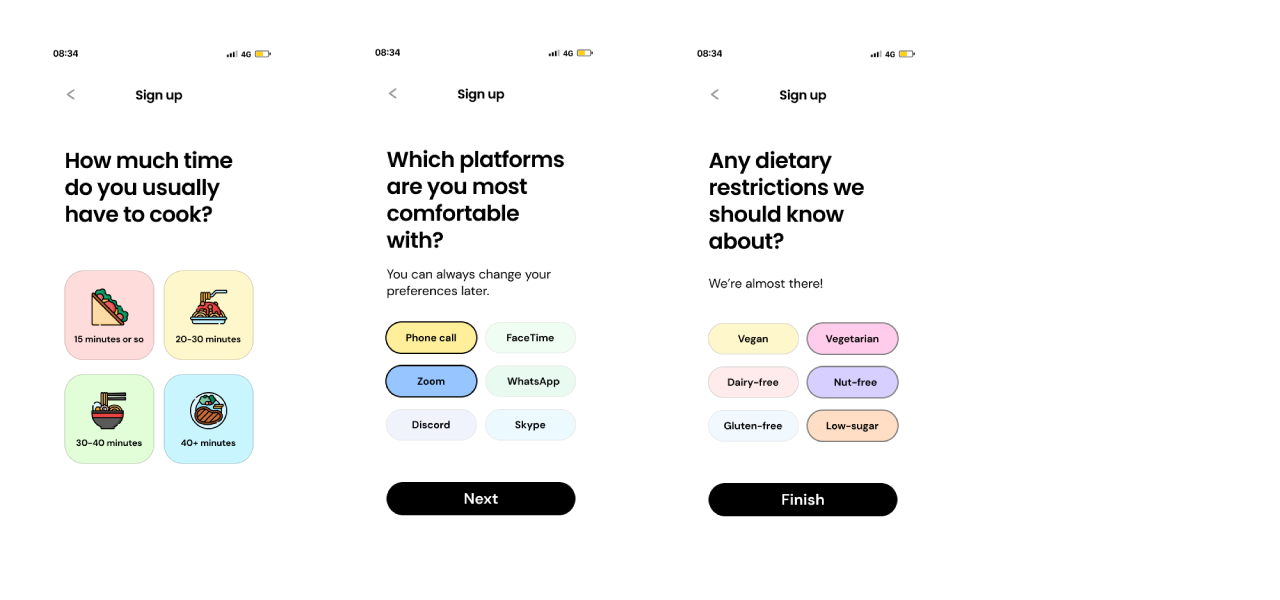 08:34
4G
<
Sign up
How much time
do you usually
have to cook?
15 minutes or so
20-30 minutes
30-40 minutes
40+ minutes
08:34
4G
<
Sign up
Which platforms
are you most
comfortable
with?
You can always change your
preferences later.
Phone call
FaceTime
Zoom
WhatsApp
Discord
Skype
Next
08:34
4G
<
Sign up
Any dietary
restrictions we
should know
about?
We're almost there!
Vegan
Vegetarian
Dairy-free
Nut-free
Gluten-free
Low-sugar
Finish